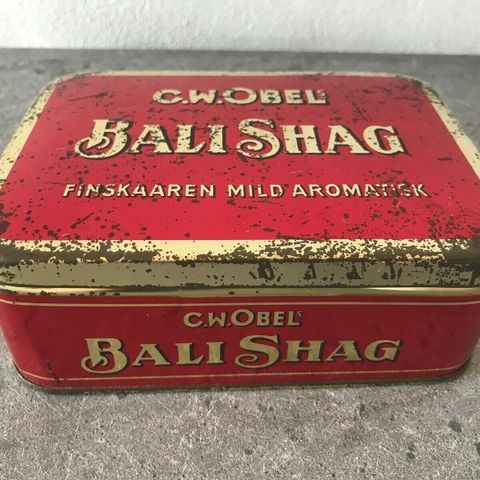 C.W.OBEL'S
BALI SHAG
FINSKAAREN MILD AROMATISK
C.W.OBEL'S
BALI SHAG